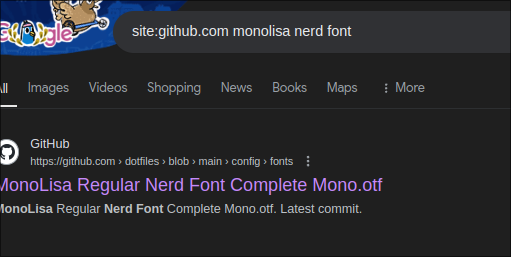 Google
site:github.com monolisa nerd font
All Images Videos Shopping News Books Maps More
GitHub
https://github.com › dotfiles › blob › main › config › fonts
MonoLisa Regular Nerd Font Complete Mono.otf
MonoLisa Regular Nerd Font Complete Mono.otf. Latest commit.